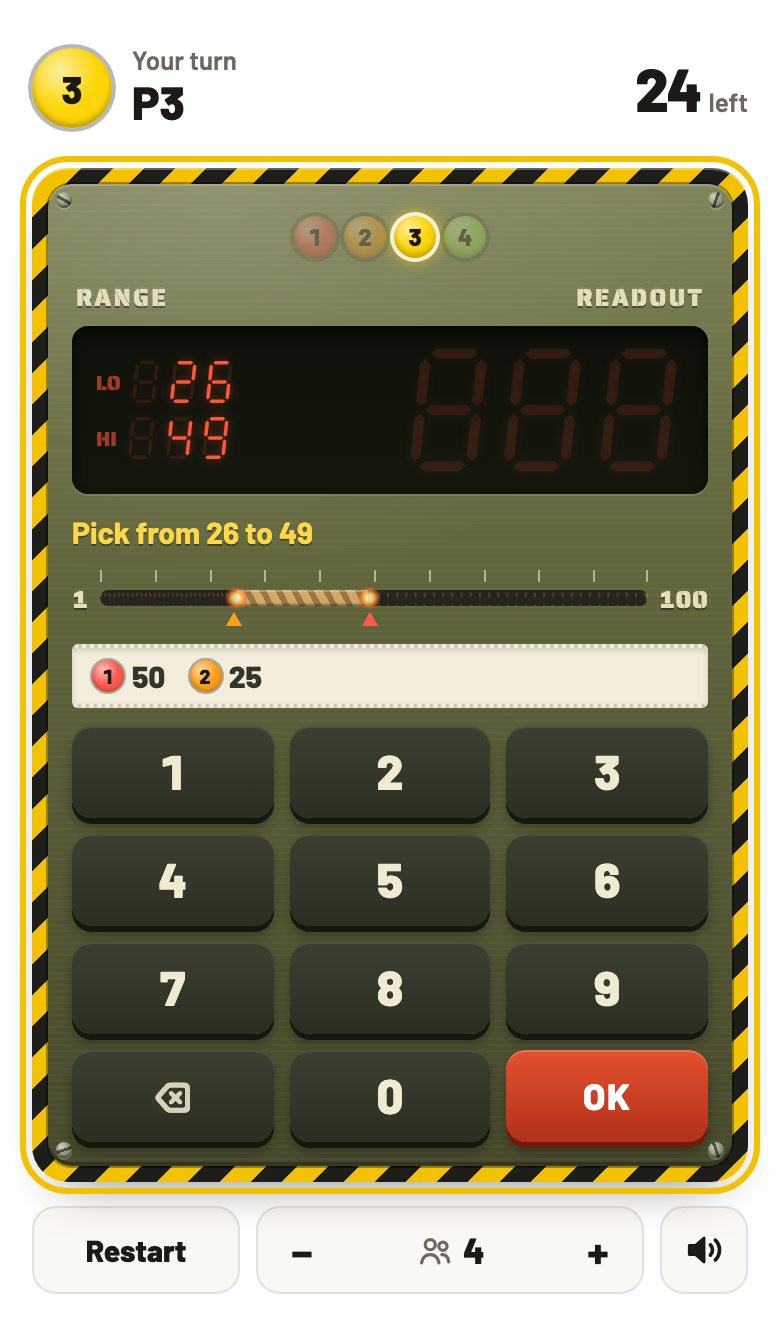 3 Your turn
P3
24 left
1 2 3 4
RANGE READOUT
LO 26
HI 49
Pick from 26 to 49
1 100
1 50 2 25
1 2 3
4 5 6
7 8 9
0 OK
Restart − 4 +